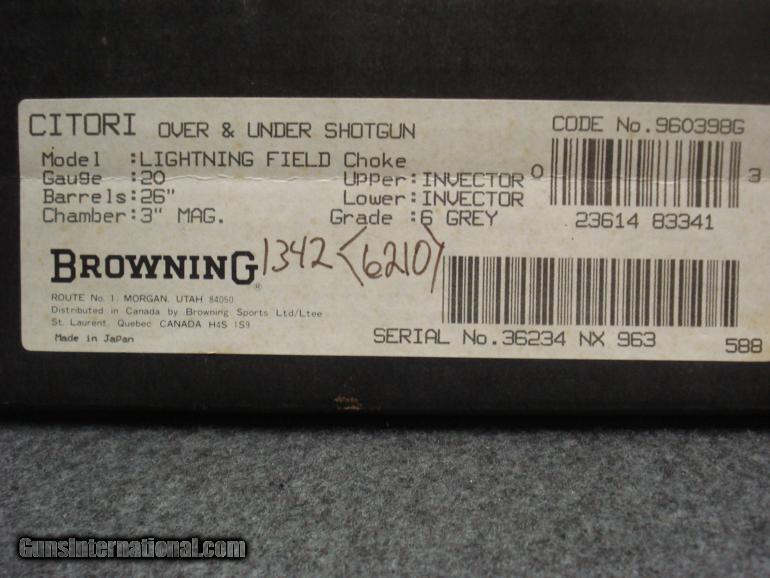 CITORI OVER & UNDER SHOTGUN
CODE No.960398G
Model :LIGHTNING FIELD Choke
Gauge :20 Upper:INVECTOR
Barrels:26" Lower:INVECTOR
Chamber:3" MAG. Grade :6 GREY
0 23614 83341 3
BROWNING®
1342 <6210>
ROUTE No. 1, MORGAN, UTAH 84050
Distributed in Canada by Browning Sports Ltd/Ltee
St. Laurent, Quebec CANADA H4S 1S9
Made in Japan
SERIAL No.36234 NX 963
588
GunsInternational.com